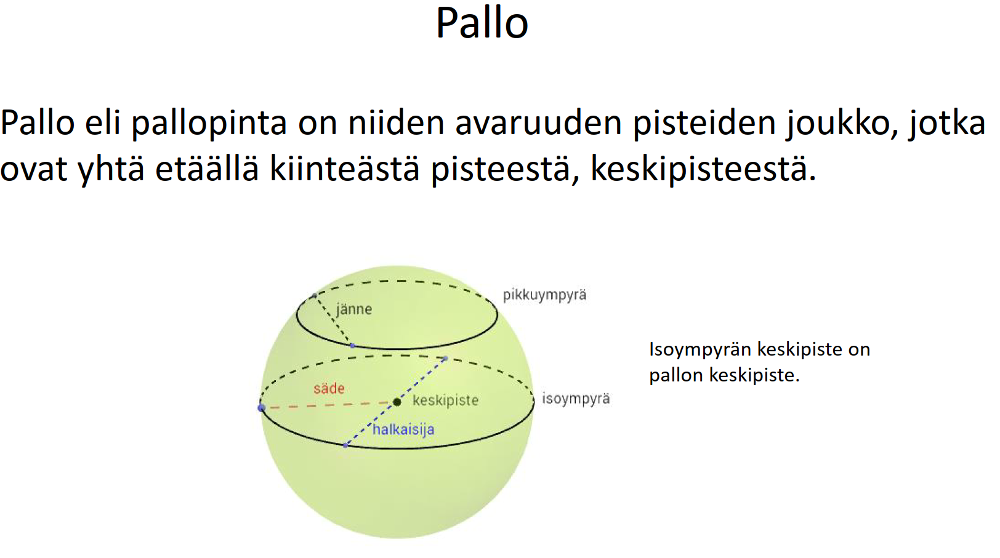 Pallo
Pallo eli pallopinta on niiden avaruuden pisteiden joukko, jotka
ovat yhtä etäällä kiinteästä pisteestä, keskipisteestä.
pikkuympyrä
jänne
Isoympyrän keskipiste on
pallon keskipiste.
säde
keskipiste
isoympyrä
halkaisija